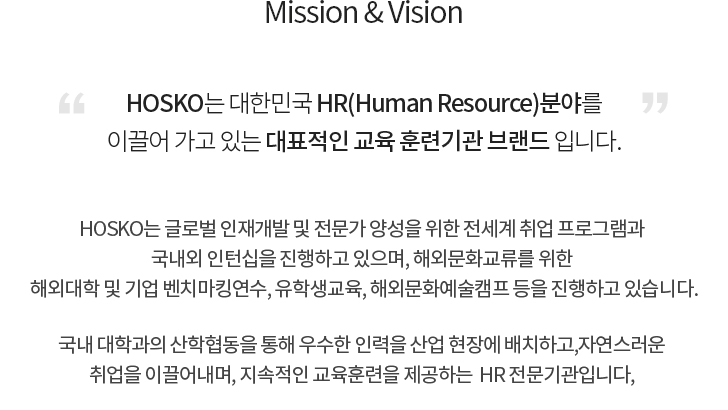 Mission & Vision
“ HOSKO는 대한민국 HR(Human Resource)분야를 ”
이끌어 가고 있는 대표적인 교육 훈련기관 브랜드 입니다.
HOSKO는 글로벌 인재개발 및 전문가 양성을 위한 전세계 취업 프로그램과
국내외 인턴십을 진행하고 있으며, 해외문화교류를 위한
해외대학 및 기업 벤치마킹연수, 유학생교육, 해외문화예술캠프 등을 진행하고 있습니다.
국내 대학과의 산학협동을 통해 우수한 인력을 산업 현장에 배치하고,자연스러운
취업을 이끌어내며, 지속적인 교육훈련을 제공하는 HR 전문기관입니다,